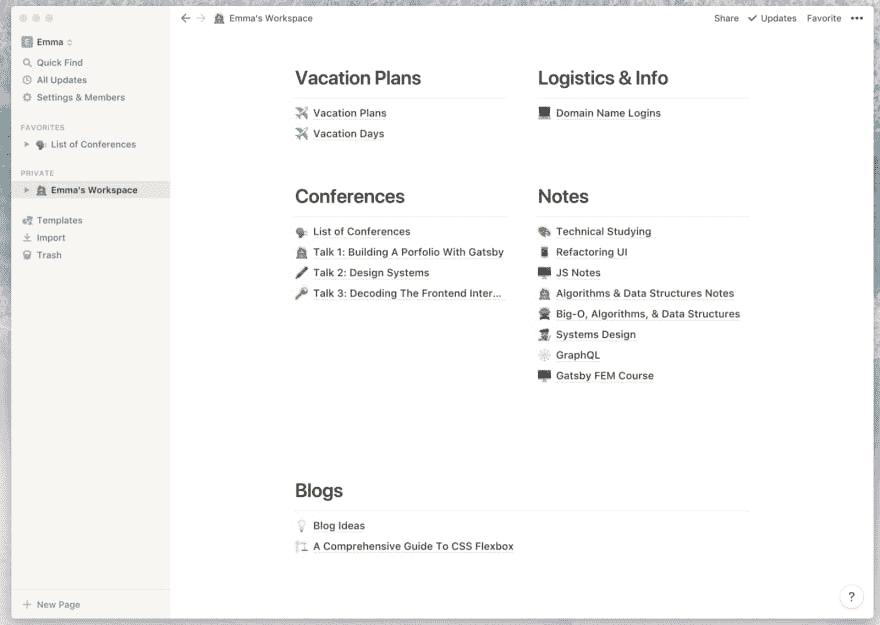 Emma
Quick Find
All Updates
Settings & Members
FAVORITES
List of Conferences
PRIVATE
Emma's Workspace
Templates
Import
Trash
New Page
Emma's Workspace
Share
Updates
Favorite
Vacation Plans
Vacation Plans
Vacation Days
Logistics & Info
Domain Name Logins
Conferences
List of Conferences
Talk 1: Building A Porfolio With Gatsby
Talk 2: Design Systems
Talk 3: Decoding The Frontend Inter...
Notes
Technical Studying
Refactoring UI
JS Notes
Algorithms & Data Structures Notes
Big-O, Algorithms, & Data Structures
Systems Design
GraphQL
Gatsby FEM Course
Blogs
Blog Ideas
A Comprehensive Guide To CSS Flexbox
?